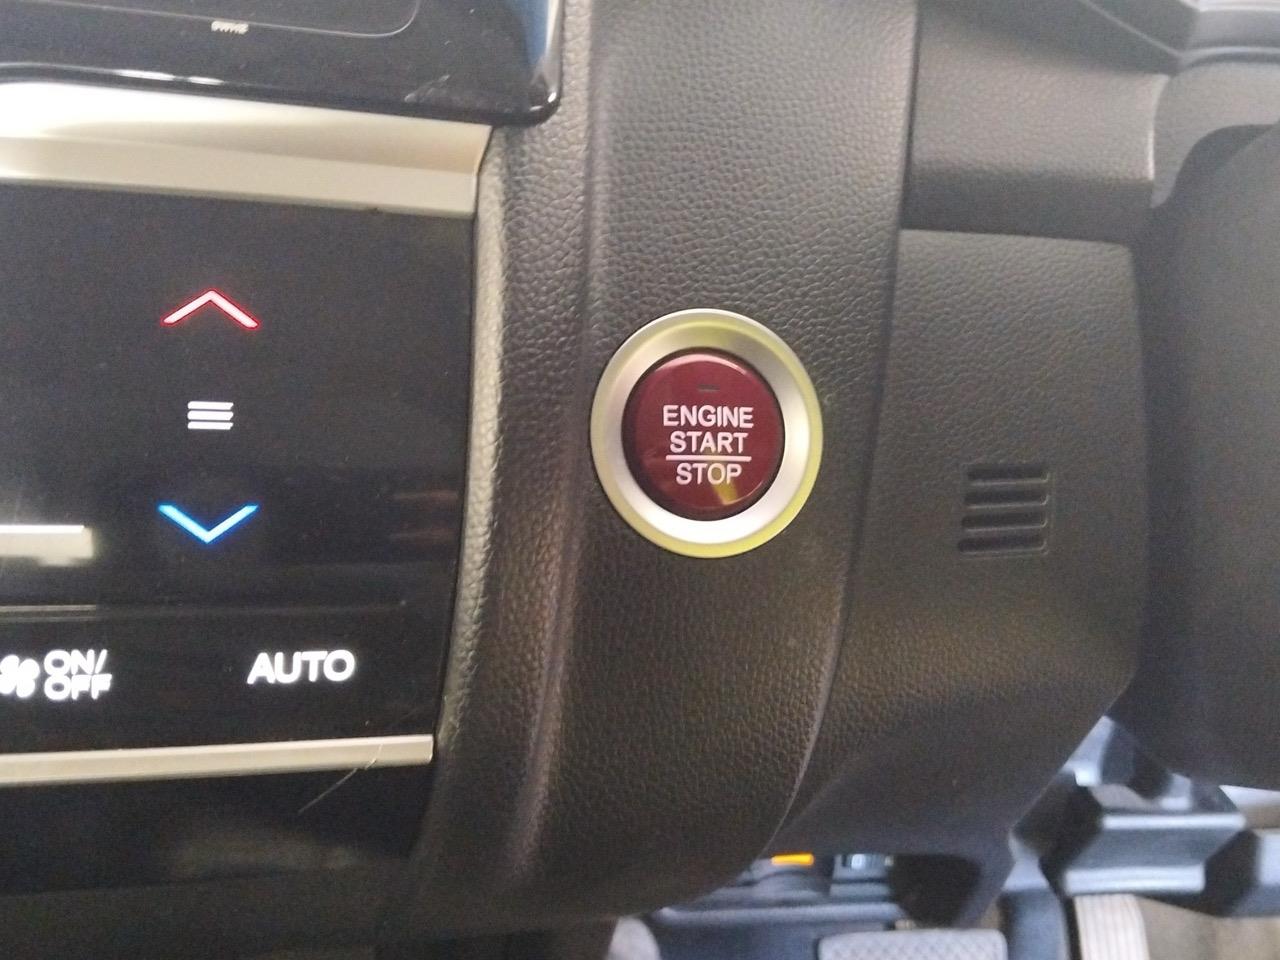 ENGINE
START
STOP
ON/
OFF
AUTO